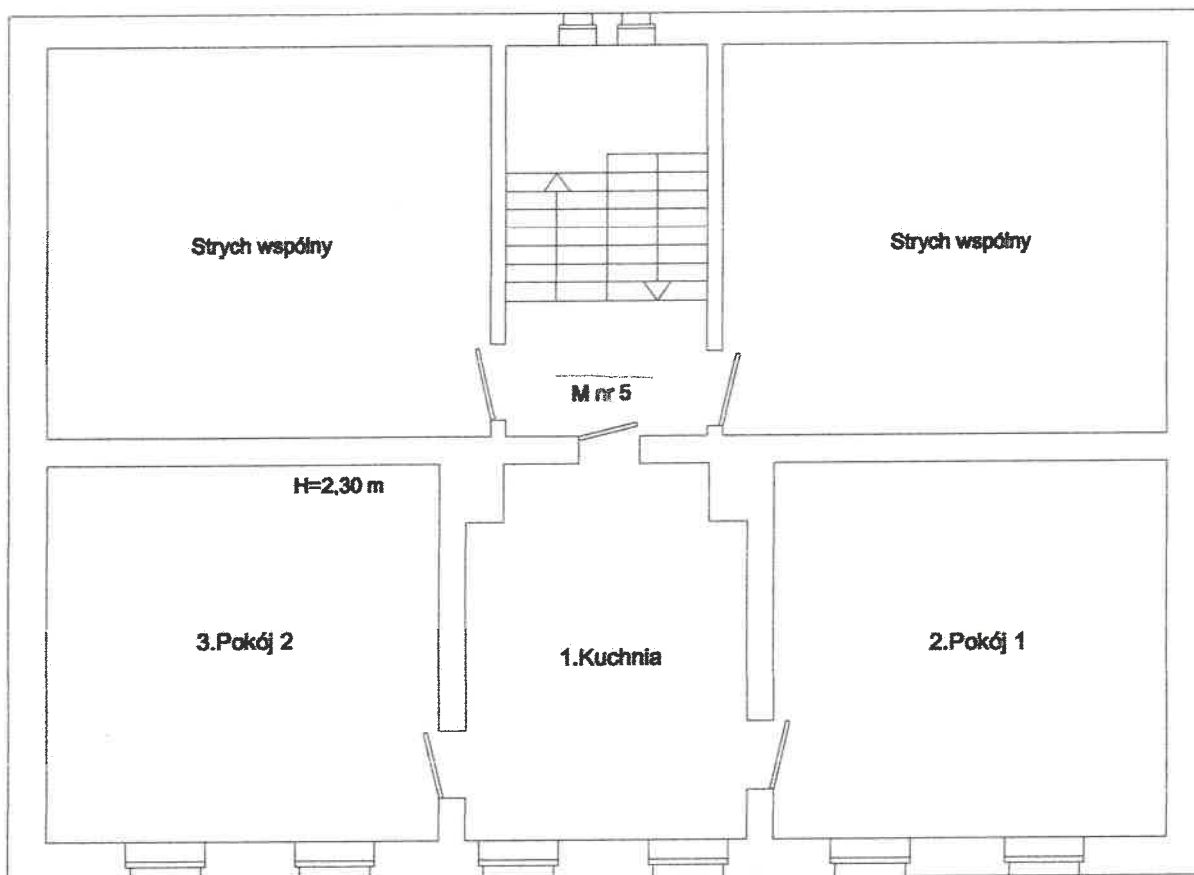 Strych wspólny
Strych wspólny
M nr 5
H=2,30 m
3.Pokój 2
1.Kuchnia
2.Pokój 1